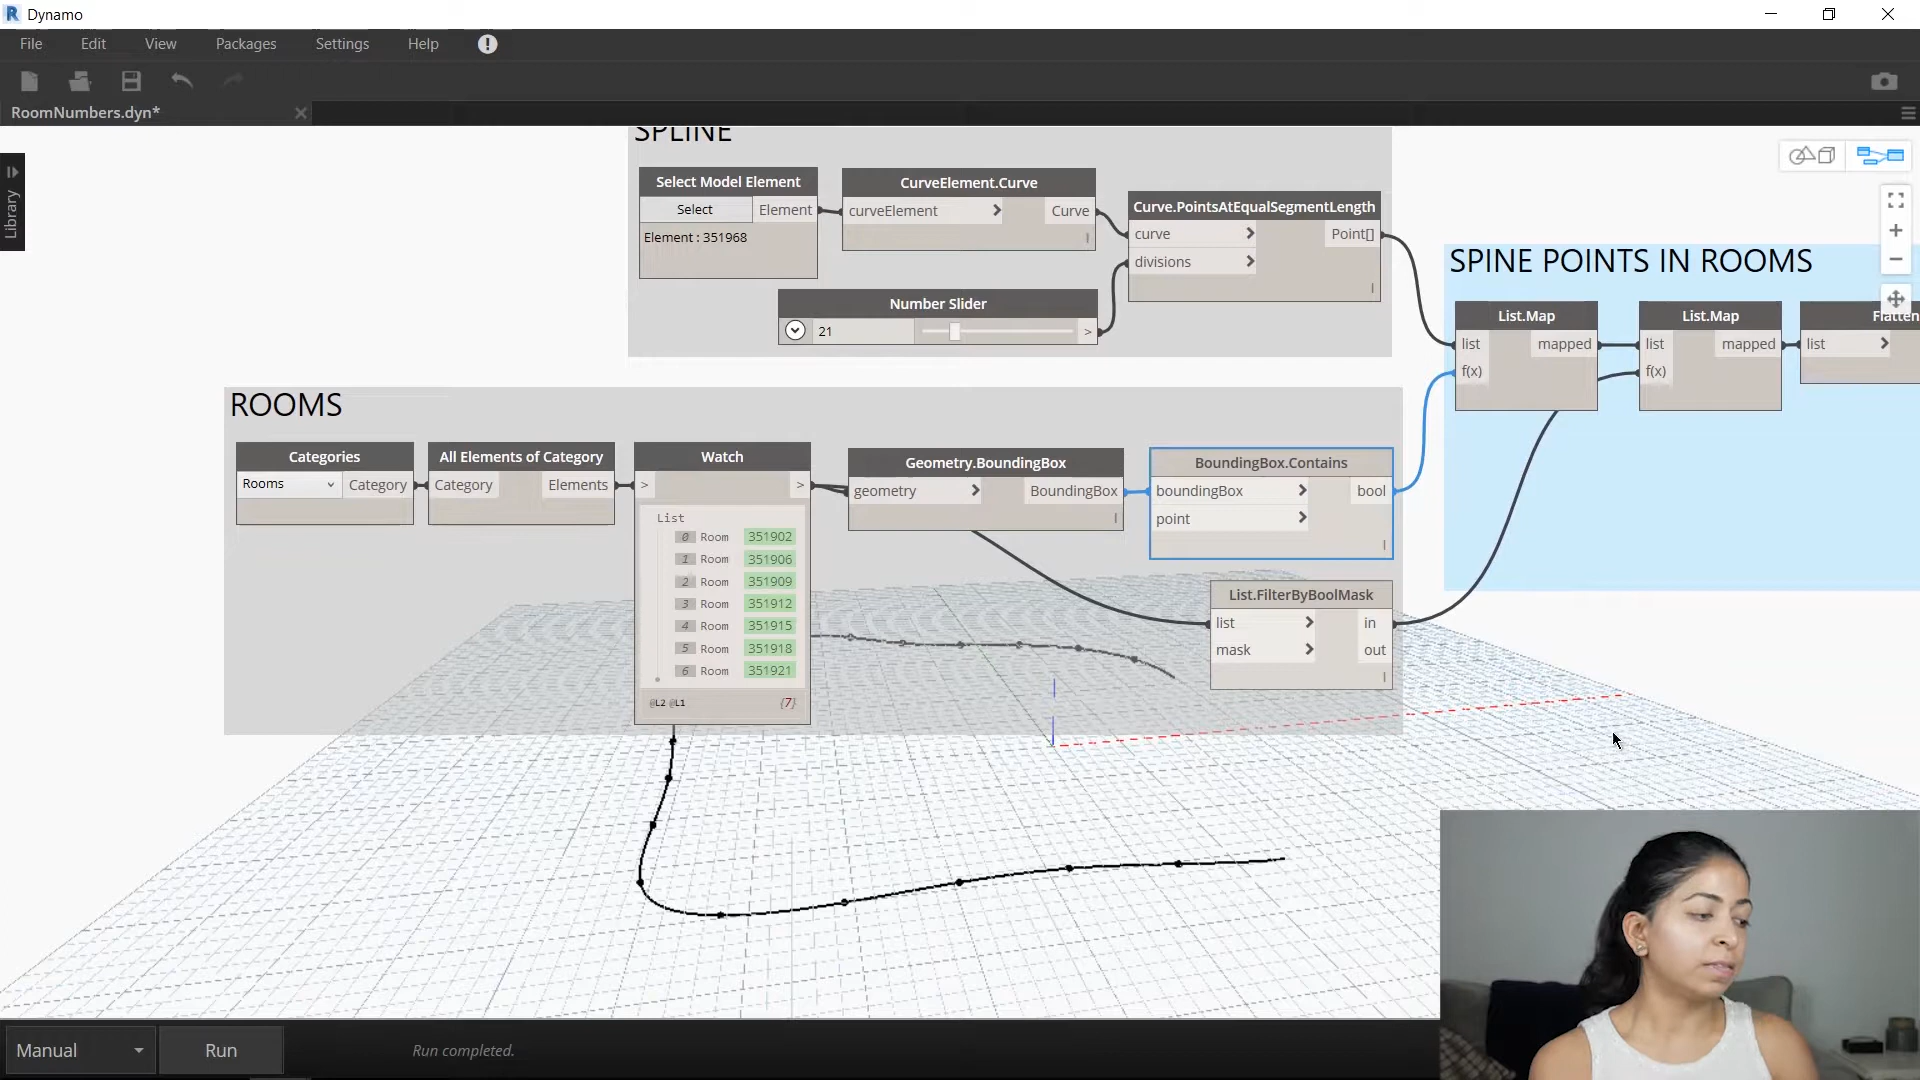 Dynamo
File Edit View Packages Settings Help
RoomNumbers.dyn*
Library
SPLINE
Select Model Element
Select Element
Element : 351968
CurveElement.Curve
curveElement > Curve
Curve.PointsAtEqualSegmentLength
curve > Point[]
divisions >
Number Slider
21 >
SPINE POINTS IN ROOMS
List.Map
list mapped
f(x)
List.Map
list mapped
f(x)
Flatten
list >
ROOMS
Categories
Rooms Category
All Elements of Category
Category Elements
Watch
> >
List
0 Room 351902
1 Room 351906
2 Room 351909
3 Room 351912
4 Room 351915
5 Room 351918
6 Room 351921
@L2 @L1 {7}
Geometry.BoundingBox
geometry > BoundingBox
BoundingBox.Contains
boundingBox > bool
point >
List.FilterByBoolMask
list > in
mask > out
Manual Run Run completed.